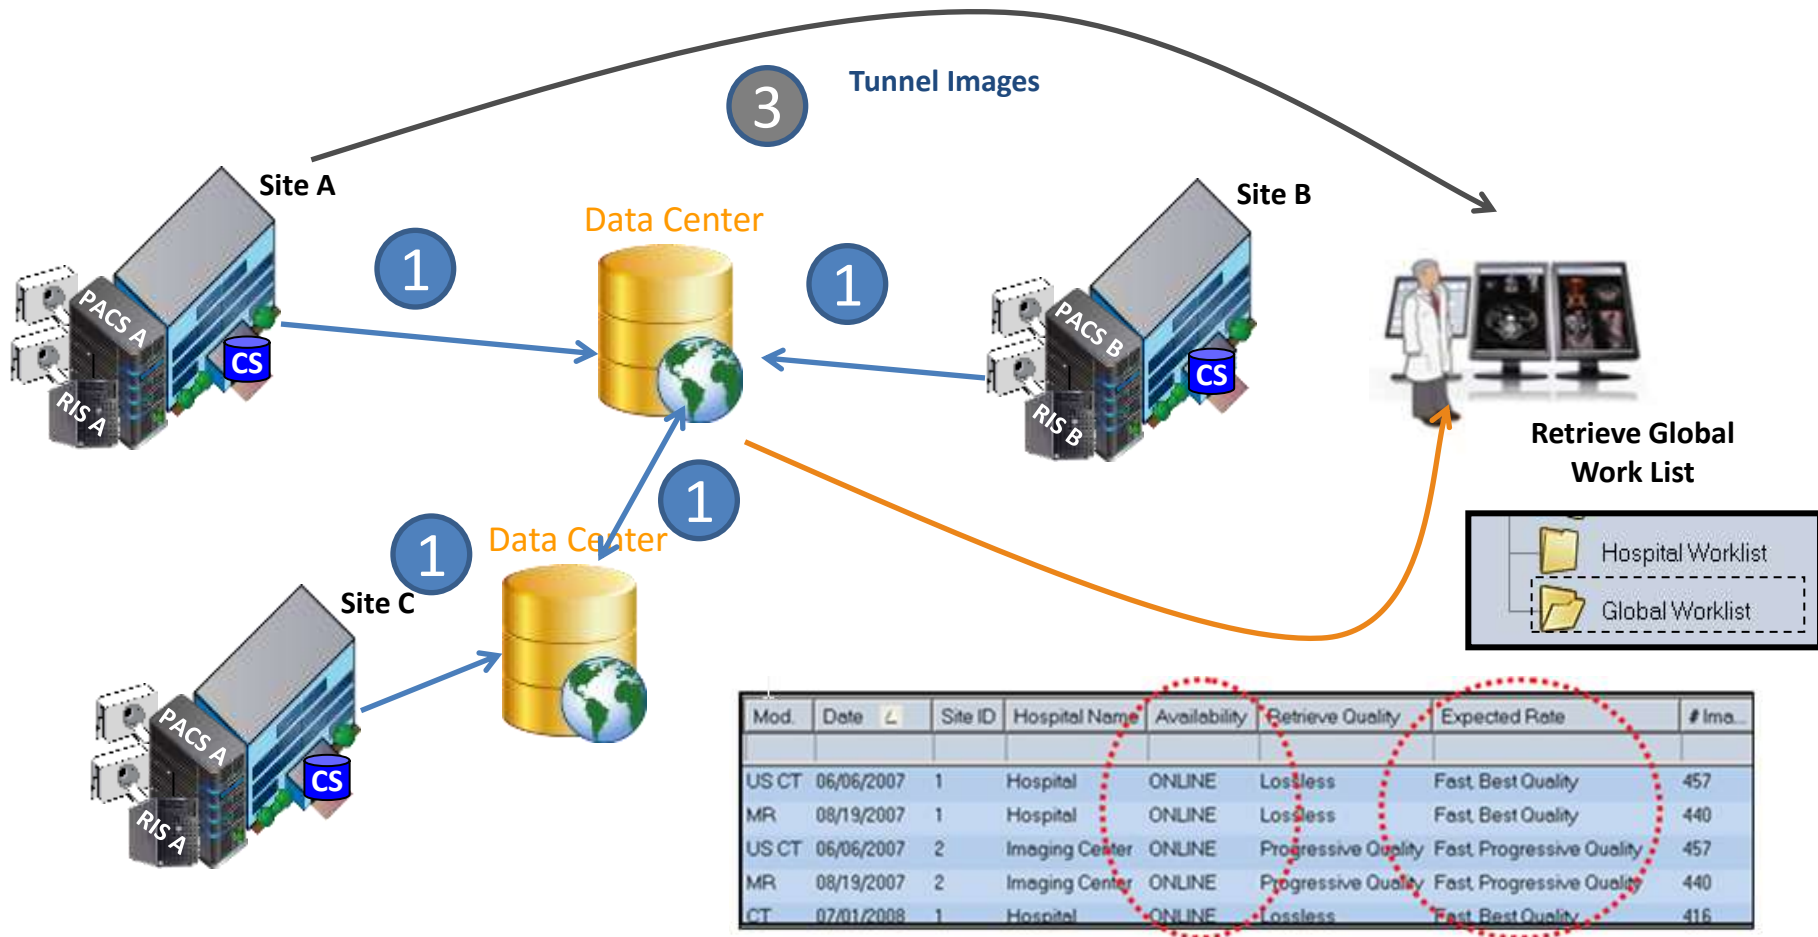 Tunnel Images
3
Site A
Data Center
Site B
1
1
PACS A
CS
RIS A
PACS B
CS
RIS B
Retrieve Global
Work List
1
1
Data Center
Hospital Worklist
Global Worklist
Site C
PACS A
CS
RIS A
Mod. Date Site ID Hospital Name Availability Retrieve Quality Expected Rate # Ima...
US CT 06/06/2007 1 Hospital ONLINE Lossless Fast, Best Quality 457
MR 08/19/2007 1 Hospital ONLINE Lossless Fast, Best Quality 440
US CT 06/06/2007 2 Imaging Center ONLINE Progressive Quality Fast, Progressive Quality 457
MR 08/19/2007 2 Imaging Center ONLINE Progressive Quality Fast, Progressive Quality 440
CT 07/01/2008 1 Hospital ONLINE Lossless Fast, Best Quality 416